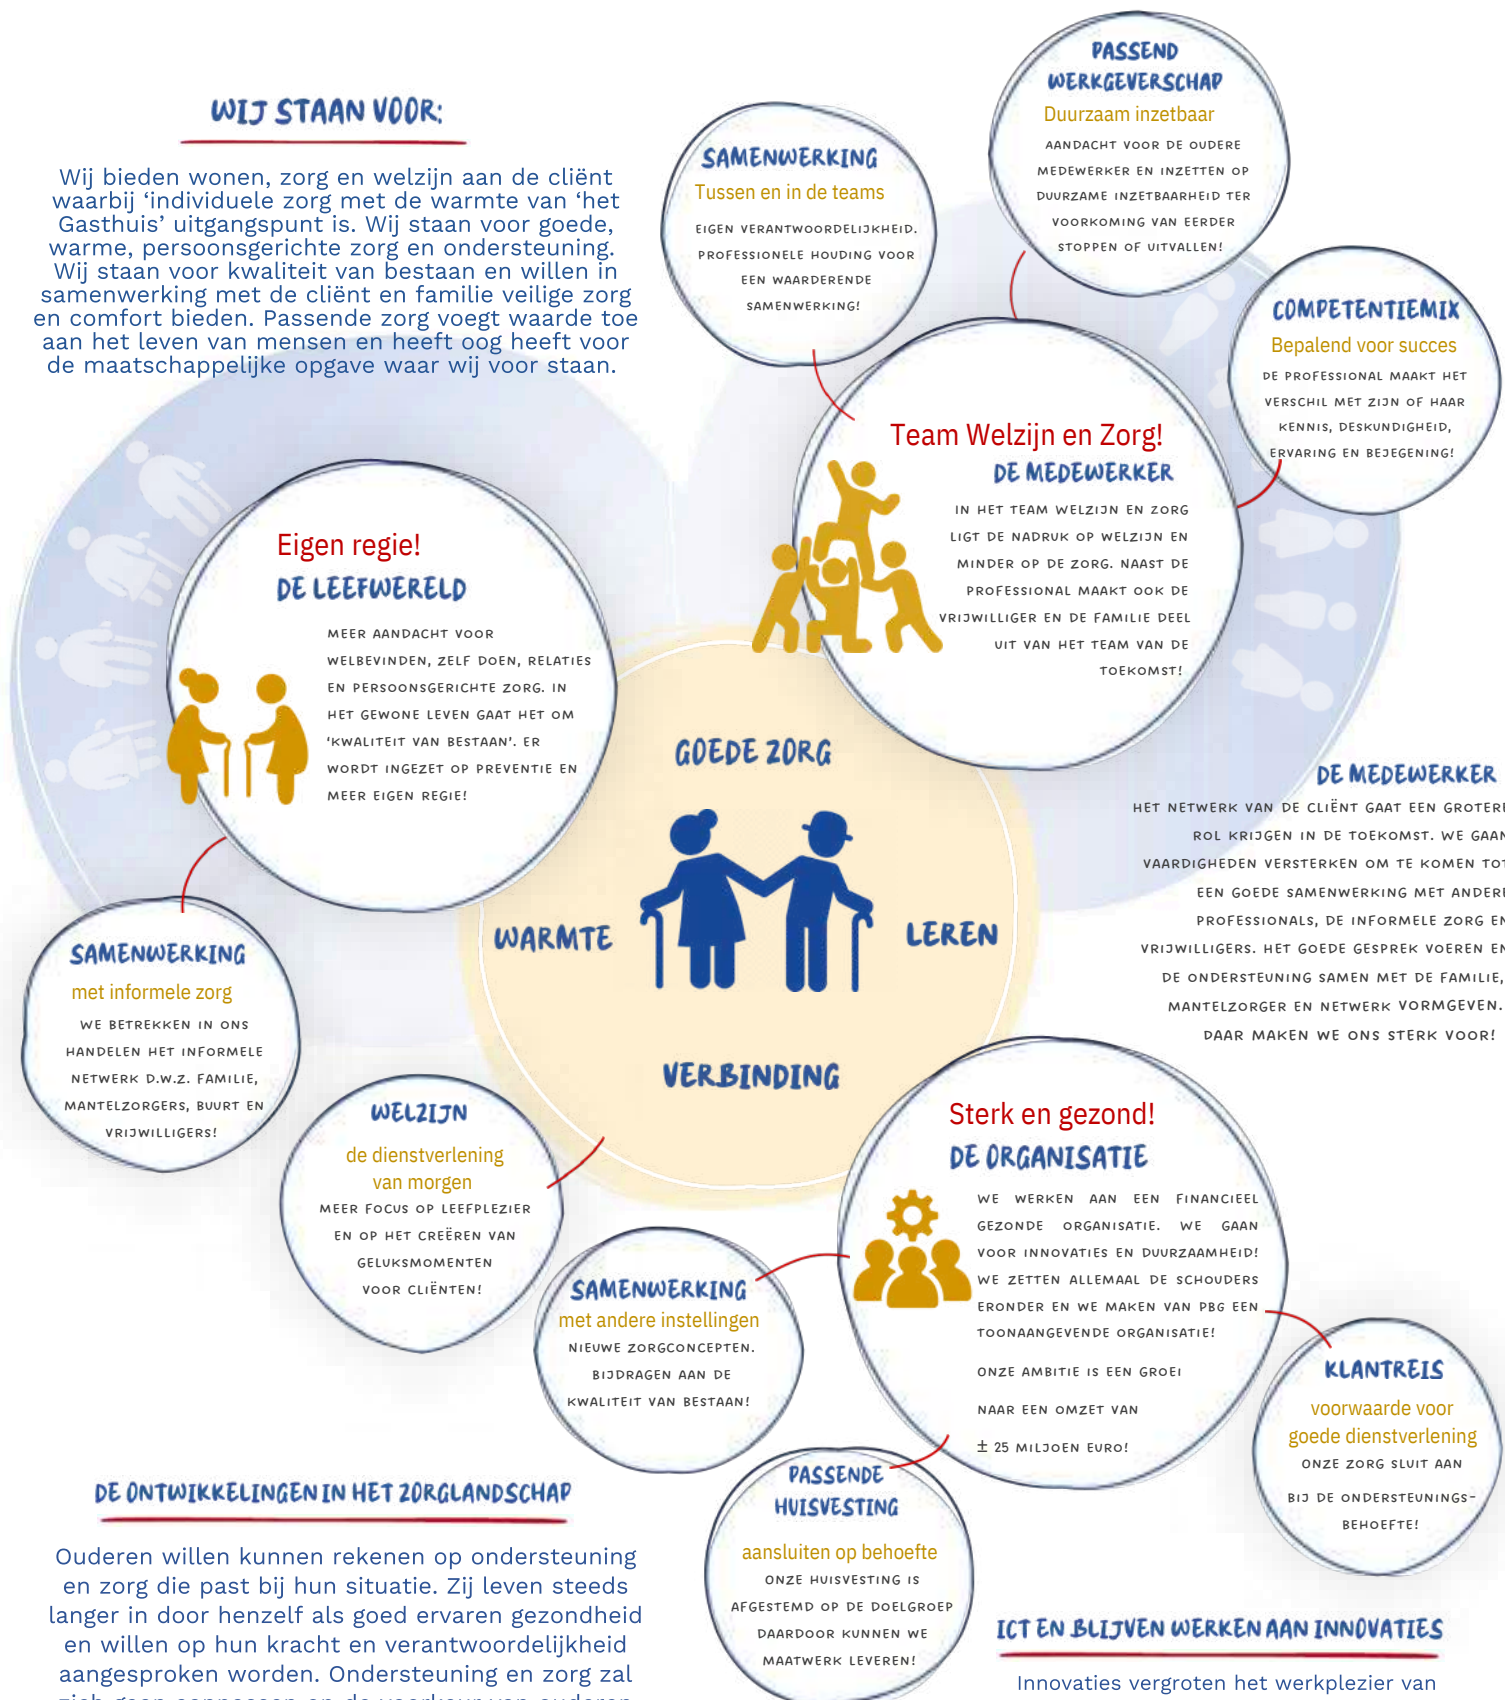 WIJ STAAN VOOR:
Wij bieden wonen, zorg en welzijn aan de cliënt
waarbij ‘individuele zorg met de warmte van ‘het
Gasthuis’ uitgangspunt is. Wij staan voor goede,
warme, persoonsgerichte zorg en ondersteuning.
Wij staan voor kwaliteit van bestaan en willen in
samenwerking met de cliënt en familie veilige zorg
en comfort bieden. Passende zorg voegt waarde toe
aan het leven van mensen en heeft oog heeft voor
de maatschappelijke opgave waar wij voor staan.
SAMENWERKING
Tussen en in de teams
EIGEN VERANTWOORDELIJKHEID.
PROFESSIONELE HOUDING VOOR
EEN WAARDERENDE
SAMENWERKING!
PASSEND
WERKGEVERSCHAP
Duurzaam inzetbaar
AANDACHT VOOR DE OUDERE
MEDEWERKER EN INZETTEN OP
DUURZAME INZETBAARHEID TER
VOORKOMING VAN EERDER
STOPPEN OF UITVALLEN!
COMPETENTIEMIX
Bepalend voor succes
DE PROFESSIONAL MAAKT HET
VERSCHIL MET ZIJN OF HAAR
KENNIS, DESKUNDIGHEID,
ERVARING EN BEJEGENING!
Team Welzijn en Zorg!
DE MEDEWERKER
IN HET TEAM WELZIJN EN ZORG
LIGT DE NADRUK OP WELZIJN EN
MINDER OP DE ZORG. NAAST DE
PROFESSIONAL MAAKT OOK DE
VRIJWILLIGER EN DE FAMILIE DEEL
UIT VAN HET TEAM VAN DE
TOEKOMST!
Eigen regie!
DE LEEFWERELD
MEER AANDACHT VOOR
WELBEVINDEN, ZELF DOEN, RELATIES
EN PERSOONSGERICHTE ZORG. IN
HET GEWONE LEVEN GAAT HET OM
‘KWALITEIT VAN BESTAAN’. ER
WORDT INGEZET OP PREVENTIE EN
MEER EIGEN REGIE!
GOEDE ZORG
WARMTE
LEREN
VERBINDING
DE MEDEWERKER
HET NETWERK VAN DE CLIËNT GAAT EEN GROTERE
ROL KRIJGEN IN DE TOEKOMST. WE GAAN
VAARDIGHEDEN VERSTERKEN OM TE KOMEN TOT
EEN GOEDE SAMENWERKING MET ANDERE
PROFESSIONALS, DE INFORMELE ZORG EN
VRIJWILLIGERS. HET GOEDE GESPREK VOEREN EN
DE ONDERSTEUNING SAMEN MET DE FAMILIE,
MANTELZORGER EN NETWERK VORMGEVEN.
DAAR MAKEN WE ONS STERK VOOR!
SAMENWERKING
met informele zorg
WE BETREKKEN IN ONS
HANDELEN HET INFORMELE
NETWERK D.W.Z. FAMILIE,
MANTELZORGERS, BUURT EN
VRIJWILLIGERS!
WELZIJN
de dienstverlening
van morgen
MEER FOCUS OP LEEFPLEZIER
EN OP HET CREËREN VAN
GELUKSMOMENTEN
VOOR CLIËNTEN!
SAMENWERKING
met andere instellingen
NIEUWE ZORGCONCEPTEN.
BIJDRAGEN AAN DE
KWALITEIT VAN BESTAAN!
Sterk en gezond!
DE ORGANISATIE
WE WERKEN AAN EEN FINANCIEEL
GEZONDE ORGANISATIE. WE GAAN
VOOR INNOVATIES EN DUURZAAMHEID!
WE ZETTEN ALLEMAAL DE SCHOUDERS
ERONDER EN WE MAKEN VAN PBG EEN
TOONAANGEVENDE ORGANISATIE!
ONZE AMBITIE IS EEN GROEI
NAAR EEN OMZET VAN
± 25 MILJOEN EURO!
KLANTREIS
voorwaarde voor
goede dienstverlening
ONZE ZORG SLUIT AAN
BIJ DE ONDERSTEUNINGS-
BEHOEFTE!
PASSENDE
HUISVESTING
aansluiten op behoefte
ONZE HUISVESTING IS
AFGESTEMD OP DE DOELGROEP
DAARDOOR KUNNEN WE
MAATWERK LEVEREN!
DE ONTWIKKELINGEN IN HET ZORGLANDSCHAP
Ouderen willen kunnen rekenen op ondersteuning
en zorg die past bij hun situatie. Zij leven steeds
langer in door henzelf als goed ervaren gezondheid
en willen op hun kracht en verantwoordelijkheid
aangesproken worden. Ondersteuning en zorg zal
zich gaan aanpassen op de voorkeur van ouderen
ICT EN BLIJVEN WERKEN AAN INNOVATIES
Innovaties vergroten het werkplezier van